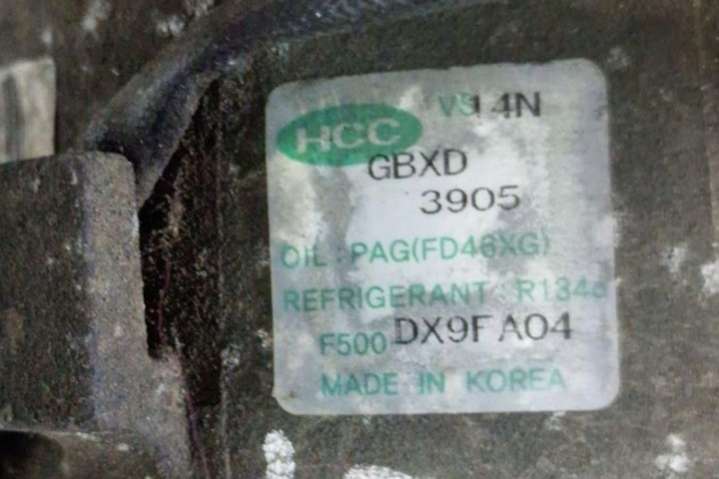 HCC VS14N
GBXD
3905
OIL : PAG(FD46XG)
REFRIGERANT R134a
F500 DX9FA04
MADE IN KOREA